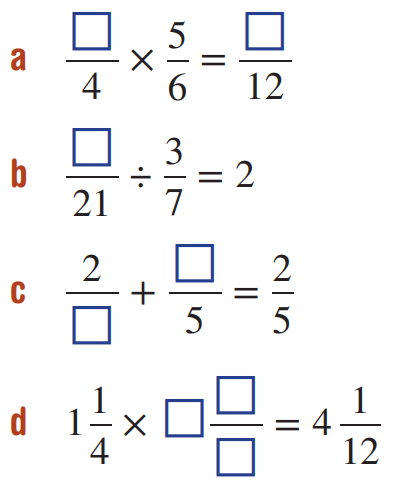 a □/4 × 5/6 = □/12
b □/21 ÷ 3/7 = 2
c 2/□ + □/5 = 2/5
d 1 1/4 × □ □/□ = 4 1/12